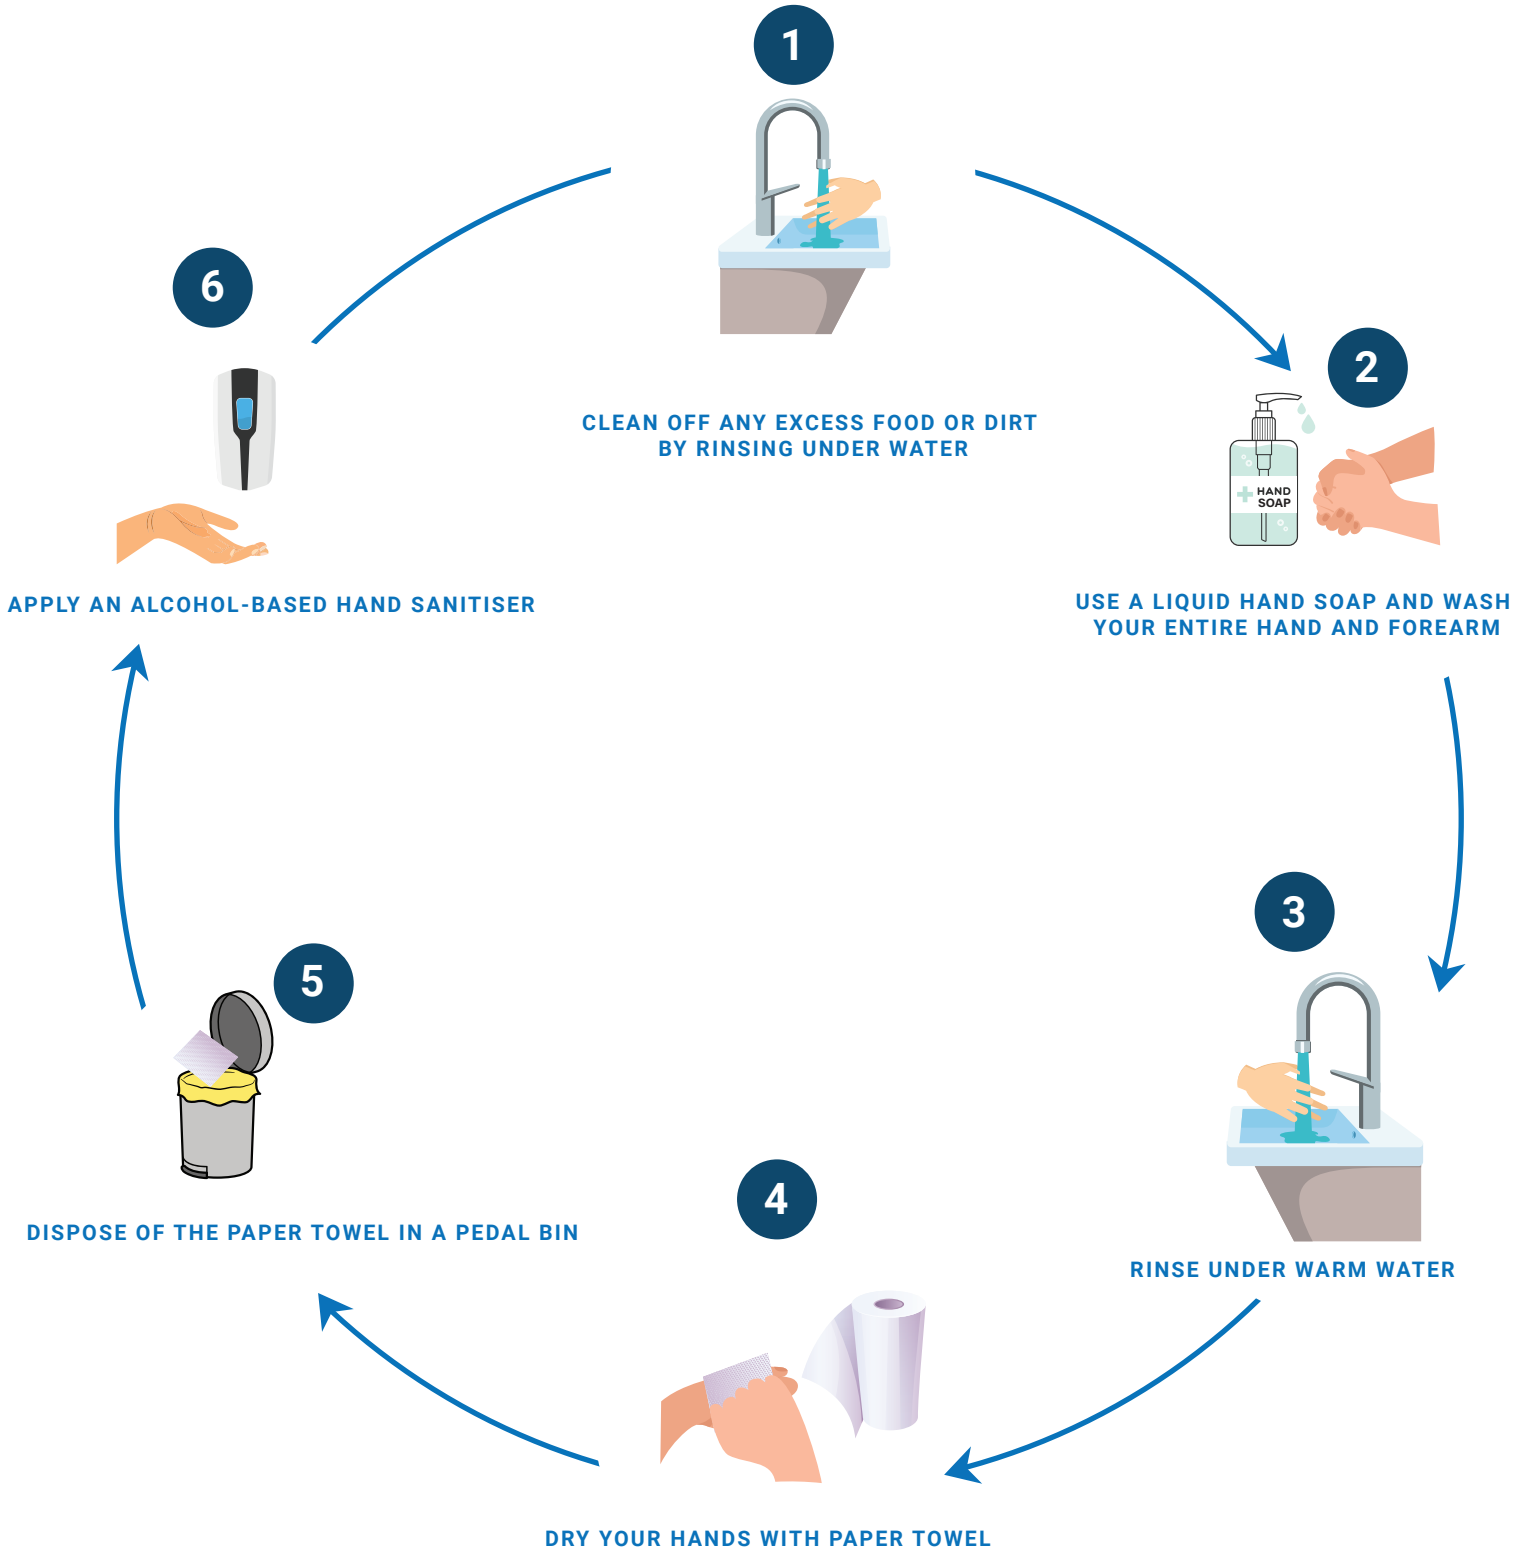 1
CLEAN OFF ANY EXCESS FOOD OR DIRT
BY RINSING UNDER WATER
2
HAND
SOAP
USE A LIQUID HAND SOAP AND WASH
YOUR ENTIRE HAND AND FOREARM
3
RINSE UNDER WARM WATER
4
DRY YOUR HANDS WITH PAPER TOWEL
5
DISPOSE OF THE PAPER TOWEL IN A PEDAL BIN
6
APPLY AN ALCOHOL-BASED HAND SANITISER